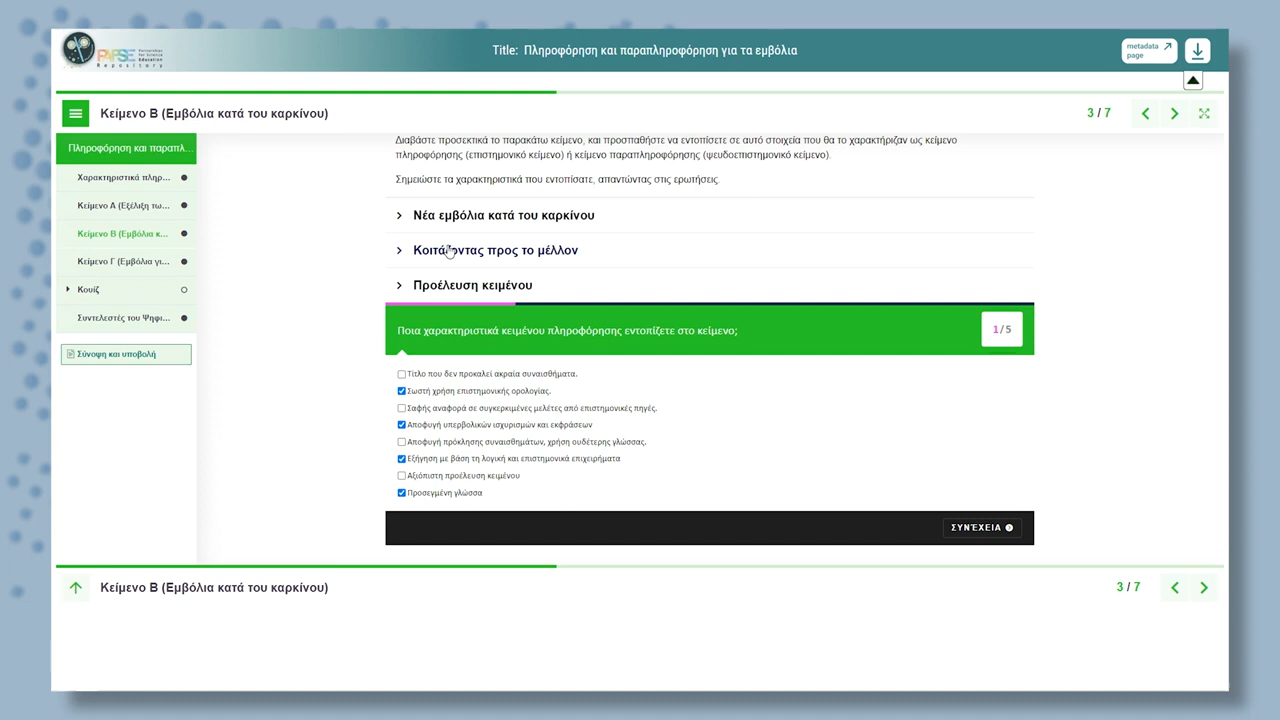 PAFSE
Partnerships
for Science
Education
Repository
Title: Πληροφόρηση και παραπληροφόρηση για τα εμβόλια
metadata
page
Κείμενο Β (Εμβόλια κατά του καρκίνου)
3 / 7
Πληροφόρηση και παραπλ...
Χαρακτηριστικά πληρ...
Κείμενο Α (Εξέλιξη τω...
Κείμενο Β (Εμβόλια κ...
Κείμενο Γ (Εμβόλια γι...
Κουίζ
Συντελεστές του Ψηφι...
Σύνοψη και υποβολή
Διαβάστε προσεκτικά το παρακάτω κείμενο, και προσπαθήστε να εντοπίσετε σε αυτό στοιχεία που θα το χαρακτήριζαν ως κείμενο
πληροφόρησης (επιστημονικό κείμενο) ή κείμενο παραπληροφόρησης (ψευδοεπιστημονικό κείμενο).
Σημειώστε τα χαρακτηριστικά που εντοπίσατε, απαντώντας στις ερωτήσεις.
Νέα εμβόλια κατά του καρκίνου
Κοιτάζοντας προς το μέλλον
Προέλευση κειμένου
Ποια χαρακτηριστικά κειμένου πληροφόρησης εντοπίζετε στο κείμενο;
1 / 5
Τίτλο που δεν προκαλεί ακραία συναισθήματα.
Σωστή χρήση επιστημονικής ορολογίας.
Σαφής αναφορά σε συγκεκριμένες μελέτες από επιστημονικές πηγές.
Αποφυγή υπερβολικών ισχυρισμών και εκφράσεων
Αποφυγή πρόκλησης συναισθημάτων, χρήση ουδέτερης γλώσσας.
Εξήγηση με βάση τη λογική και επιστημονικά επιχειρήματα
Αξιόπιστη προέλευση κειμένου
Προσεγμένη γλώσσα
ΣΥΝΈΧΕΙΑ
Κείμενο Β (Εμβόλια κατά του καρκίνου)
3 / 7